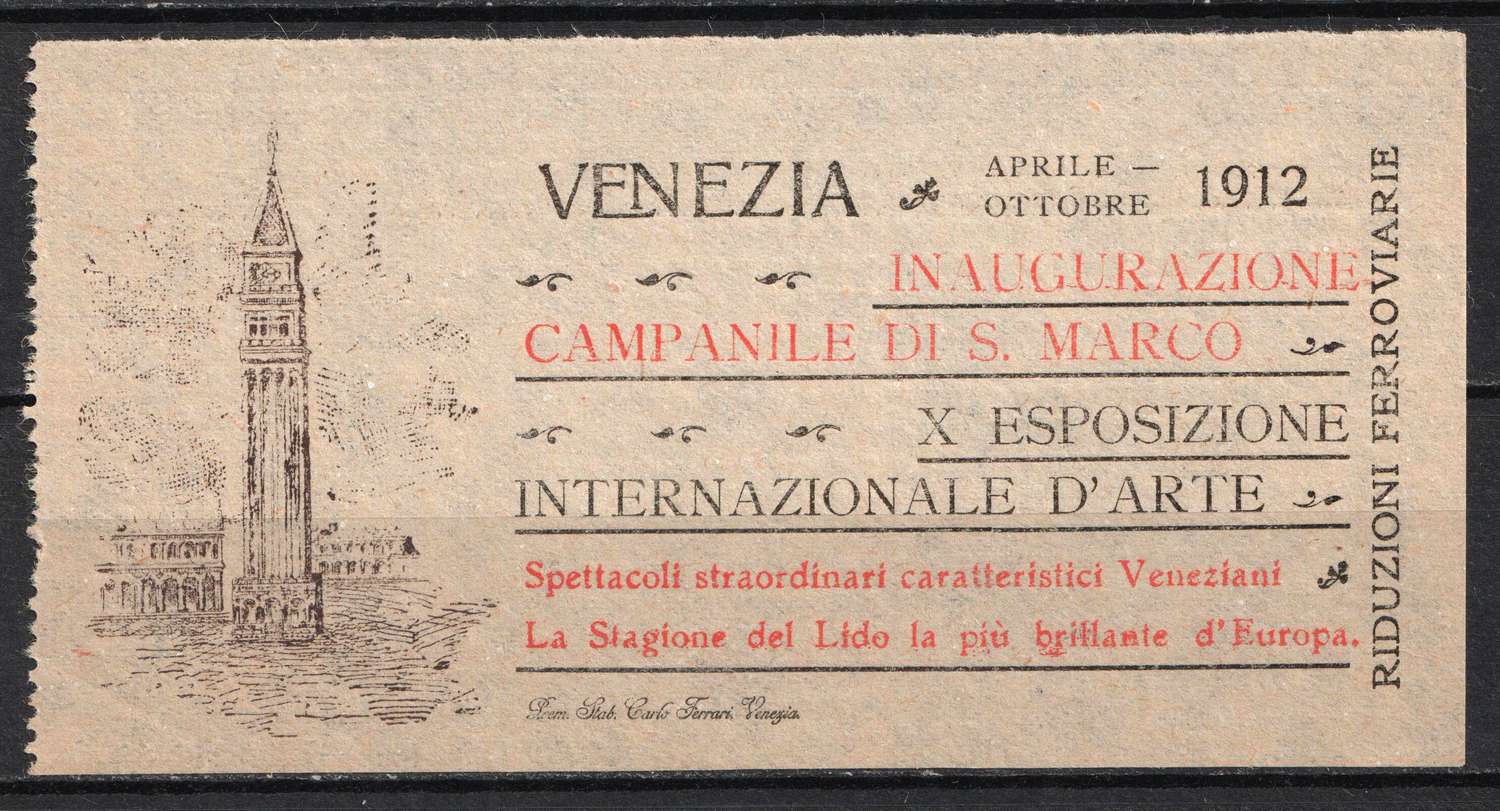 VENEZIA APRILE – OTTOBRE 1912
INAUGURAZIONE
CAMPANILE DI S. MARCO
X ESPOSIZIONE
INTERNAZIONALE D'ARTE
Spettacoli straordinari caratteristici Veneziani
La Stagione del Lido la più brillante d'Europa.
Prem. Stab. Carlo Ferrari, Venezia.
RIDUZIONI FERROVIARIE